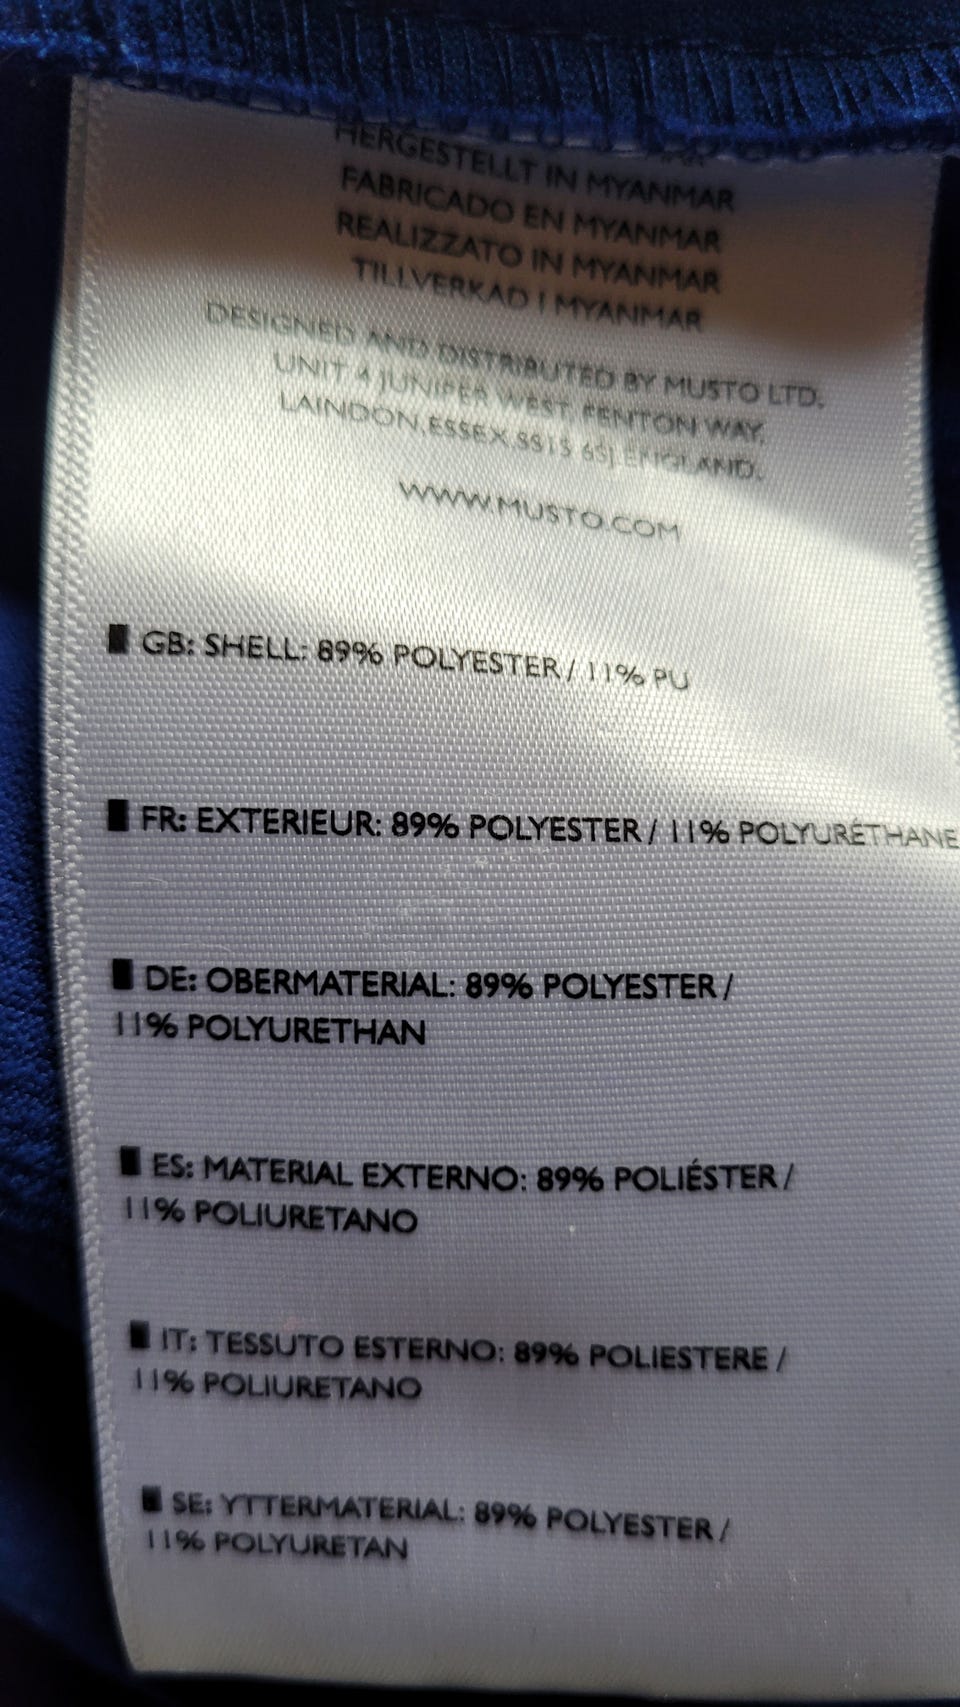 HERGESTELLT IN MYANMAR
FABRICADO EN MYANMAR
REALIZZATO IN MYANMAR
TILLVERKAD I MYANMAR
DESIGNED AND DISTRIBUTED BY MUSTO LTD.
UNIT 4 JUNIPER WEST, FENTON WAY,
LAINDON,ESSEX,SS15 6SJ,ENGLAND.
WWW.MUSTO.COM
GB: SHELL: 89% POLYESTER / 11% PU
FR: EXTERIEUR: 89% POLYESTER / 11% POLYURÉTHANE
DE: OBERMATERIAL: 89% POLYESTER /
11% POLYURETHAN
ES: MATERIAL EXTERNO: 89% POLIÉSTER /
11% POLIURETANO
IT: TESSUTO ESTERNO: 89% POLIESTERE /
11% POLIURETANO
SE: YTTERMATERIAL: 89% POLYESTER /
11% POLYURETAN